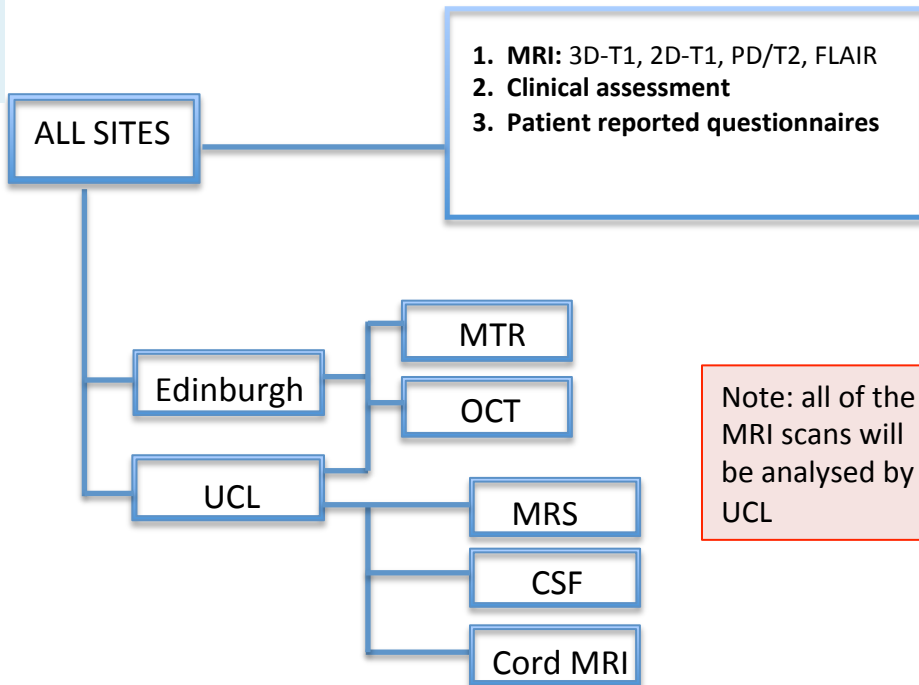 1. MRI: 3D-T1, 2D-T1, PD/T2, FLAIR
2. Clinical assessment
3. Patient reported questionnaires
ALL SITES
MTR
Edinburgh
OCT
UCL
MRS
CSF
Cord MRI
Note: all of the
MRI scans will
be analysed by
UCL